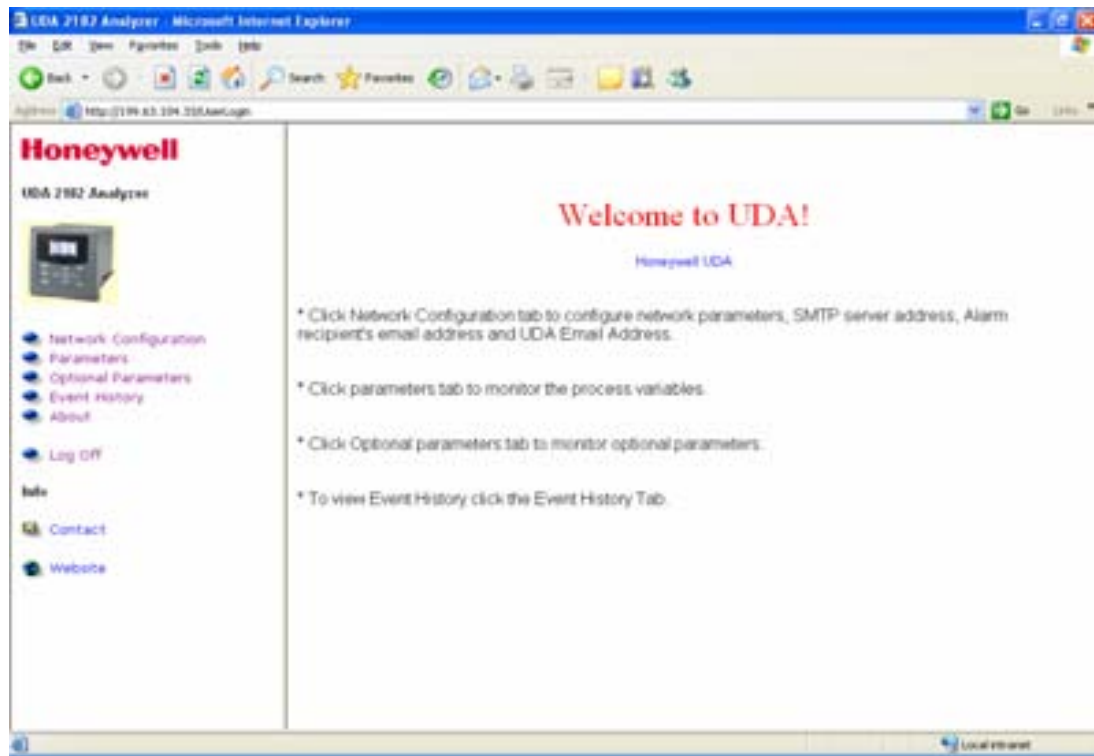 UDA 2182 Analyzer - Microsoft Internet Explorer
File Edit View Favorites Tools Help
Back Search Favorites
Address Go Links
Honeywell
UDA 2182 Analyzer
Network Configuration
Parameters
Optional Parameters
Event History
About
Log Off
Info
Contact
Website
Welcome to UDA!
Honeywell UDA
* Click Network Configuration tab to configure network parameters, SMTP server address, Alarm
recipient's email address and UDA Email Address.
* Click parameters tab to monitor the process variables.
* Click Optional parameters tab to monitor optional parameters.
* To view Event History click the Event History Tab.
Local intranet